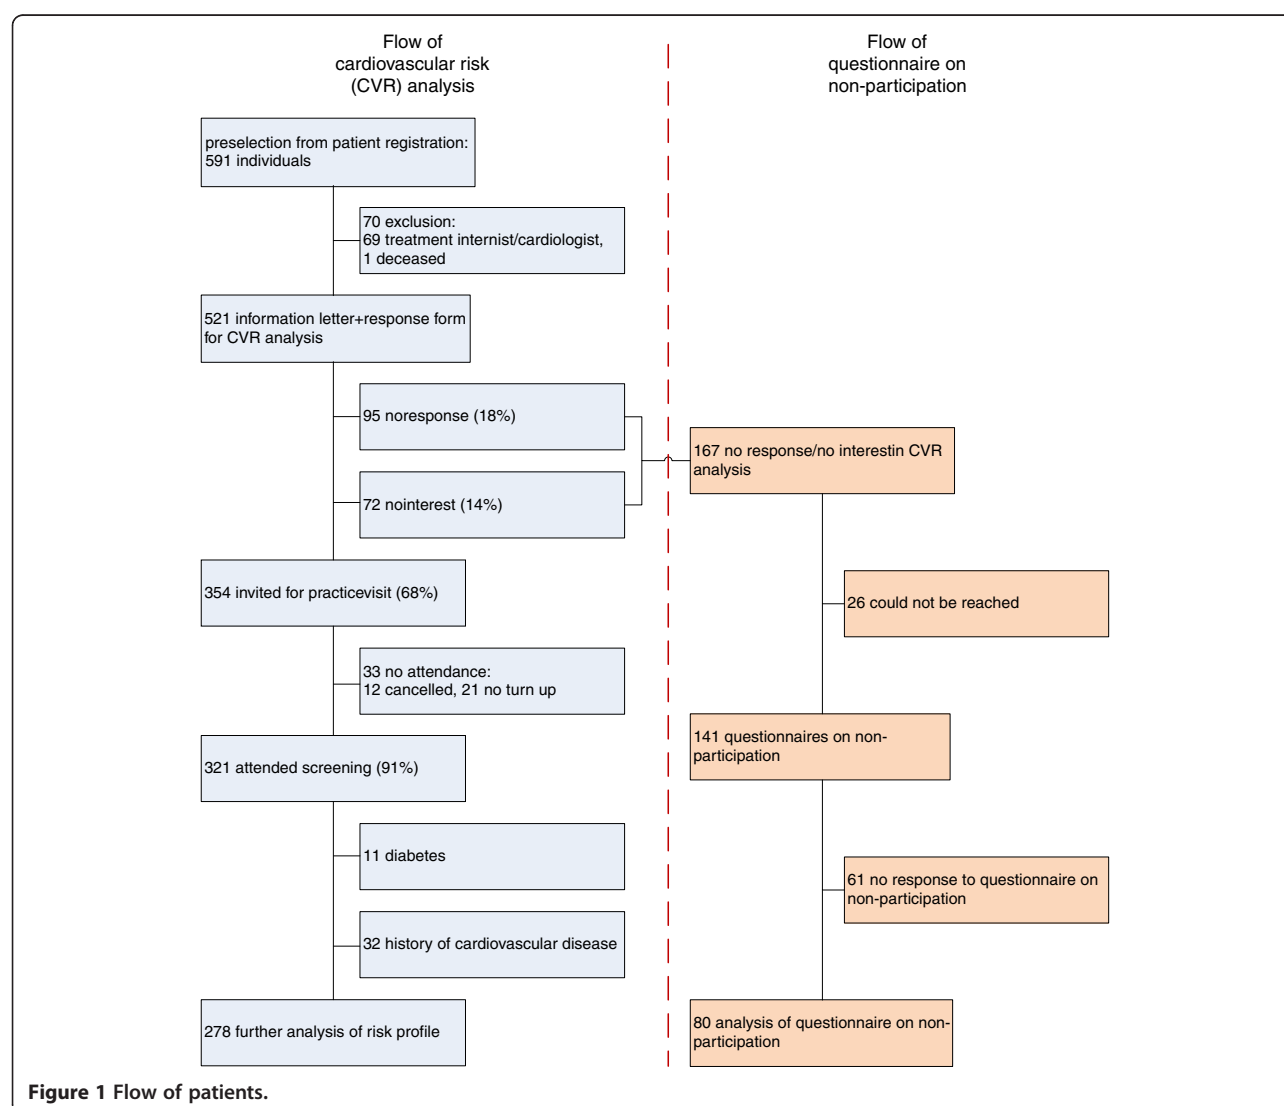 Flow of
cardiovascular risk
(CVR) analysis
preselection from patient registration:
591 individuals
70 exclusion:
69 treatment internist/cardiologist,
1 deceased
521 information letter+response form
for CVR analysis
95 noresponse (18%)
72 nointerest (14%)
354 invited for practicevisit (68%)
33 no attendance:
12 cancelled, 21 no turn up
321 attended screening (91%)
11 diabetes
32 history of cardiovascular disease
278 further analysis of risk profile
Flow of
questionnaire on
non-participation
167 no response/no interestin CVR
analysis
26 could not be reached
141 questionnaires on non-
participation
61 no response to questionnaire on
non-participation
80 analysis of questionnaire on non-
participation
Figure 1 Flow of patients.